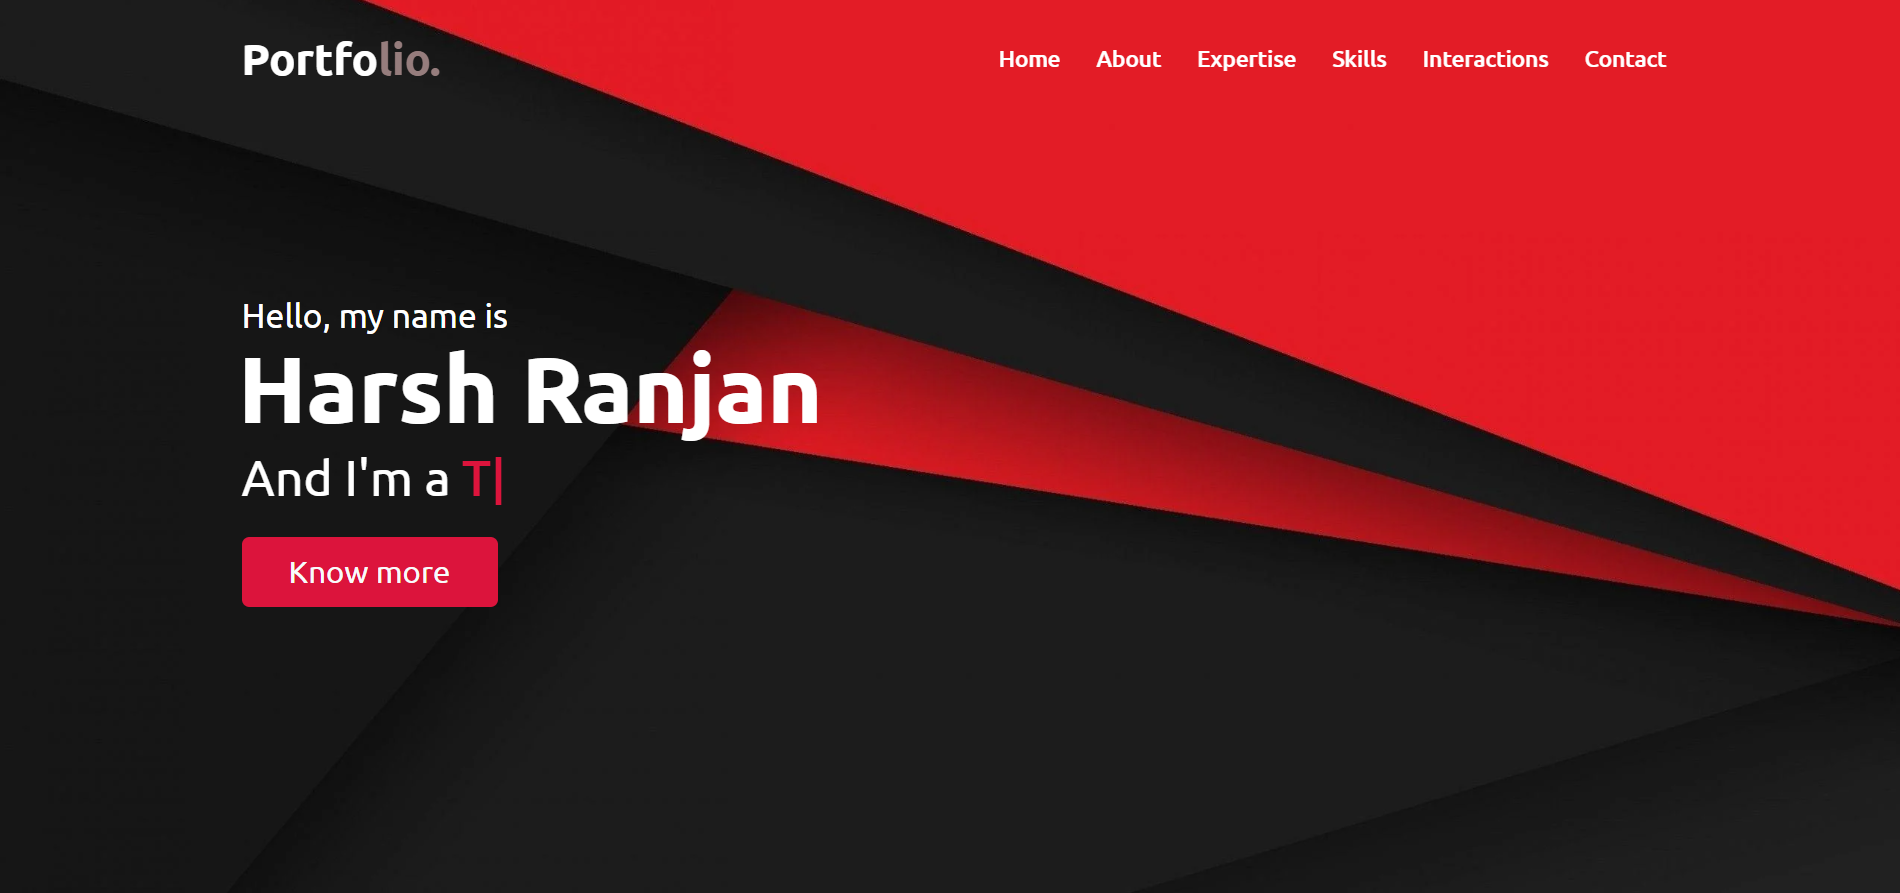 Portfolio.
Home About Expertise Skills Interactions Contact
Hello, my name is
Harsh Ranjan
And I'm a T|
Know more